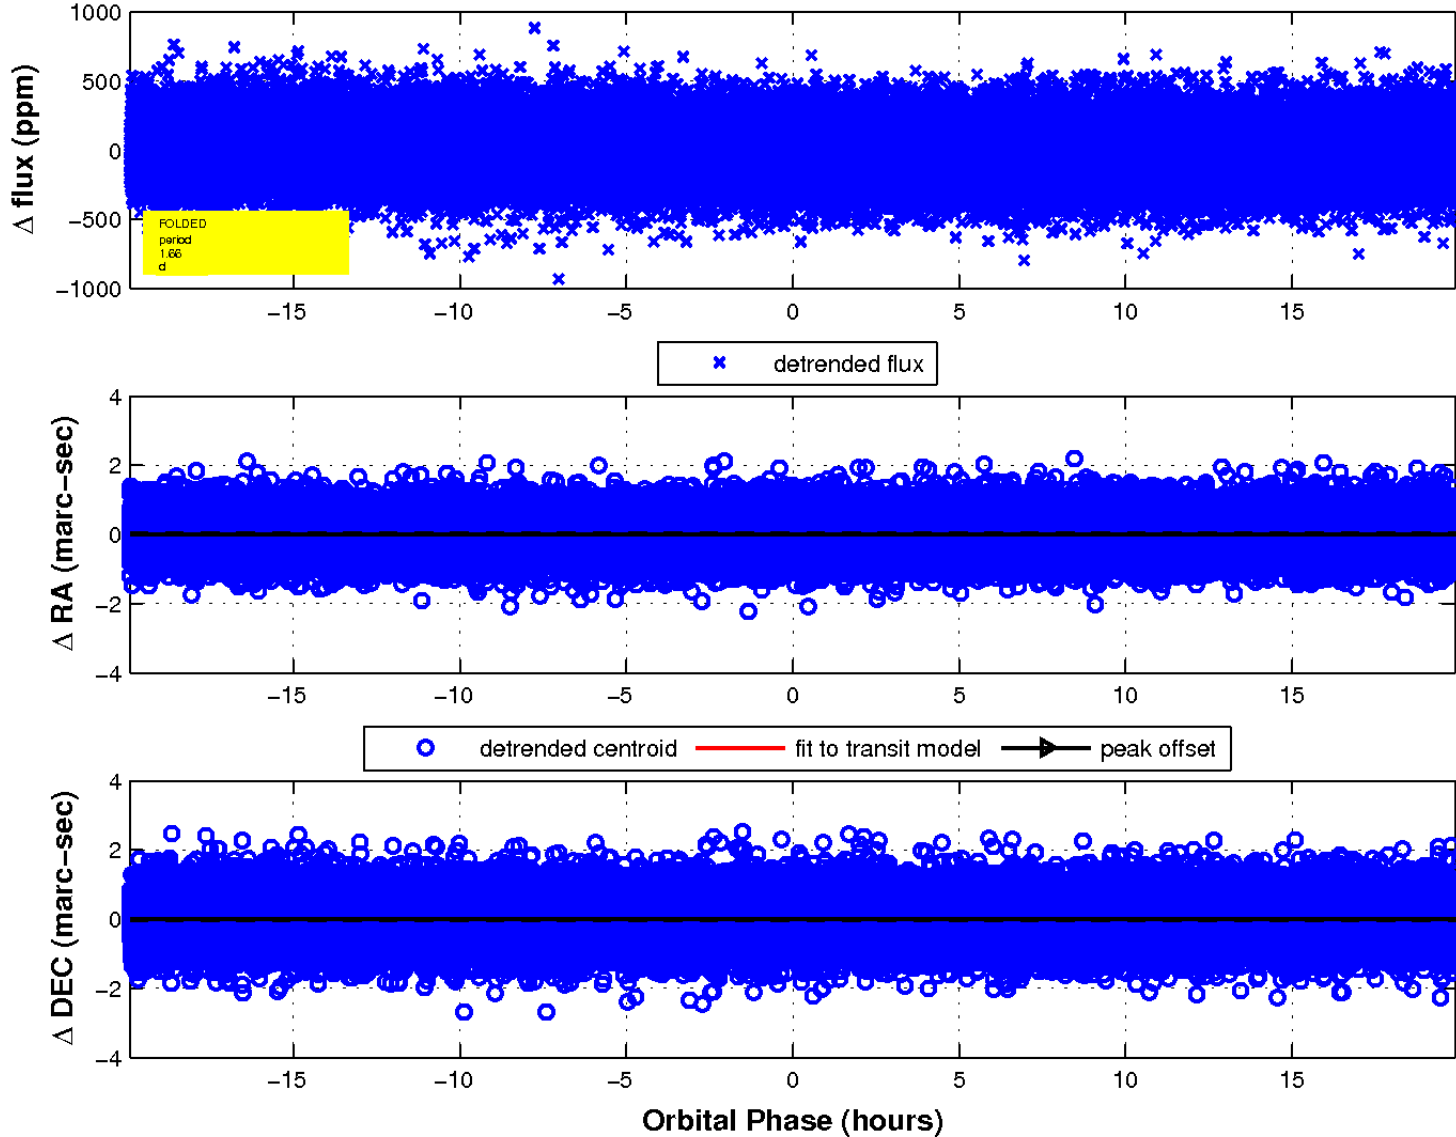 1000
500
0
−500
−1000
Δ flux (ppm)
FOLDED
period
1.66
d
−15 −10 −5 0 5 10 15
detrended flux
4
2
0
−2
−4
Δ RA (marc−sec)
−15 −10 −5 0 5 10 15
detrended centroid fit to transit model peak offset
4
2
0
−2
−4
Δ DEC (marc−sec)
−15 −10 −5 0 5 10 15
Orbital Phase (hours)